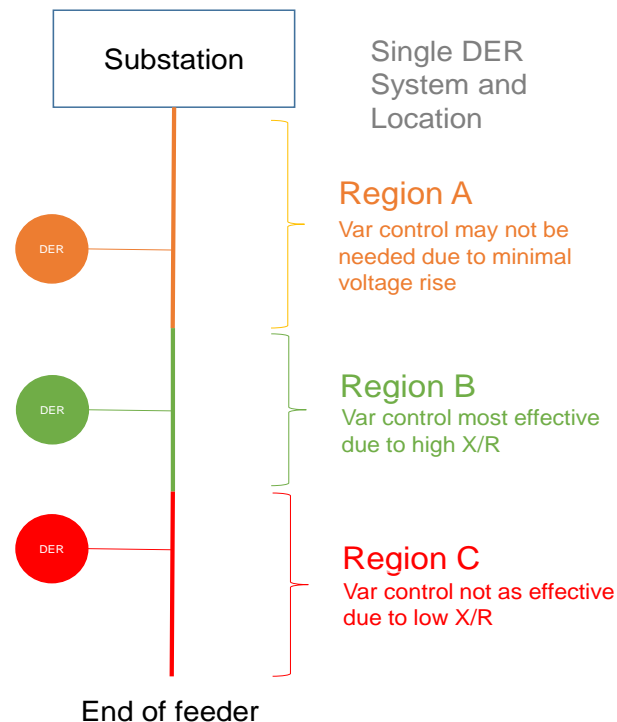 Substation
Single DER
System and
Location
Region A
Var control may not be
needed due to minimal
voltage rise
DER
Region B
Var control most effective
due to high X/R
DER
Region C
Var control not as effective
due to low X/R
DER
End of feeder